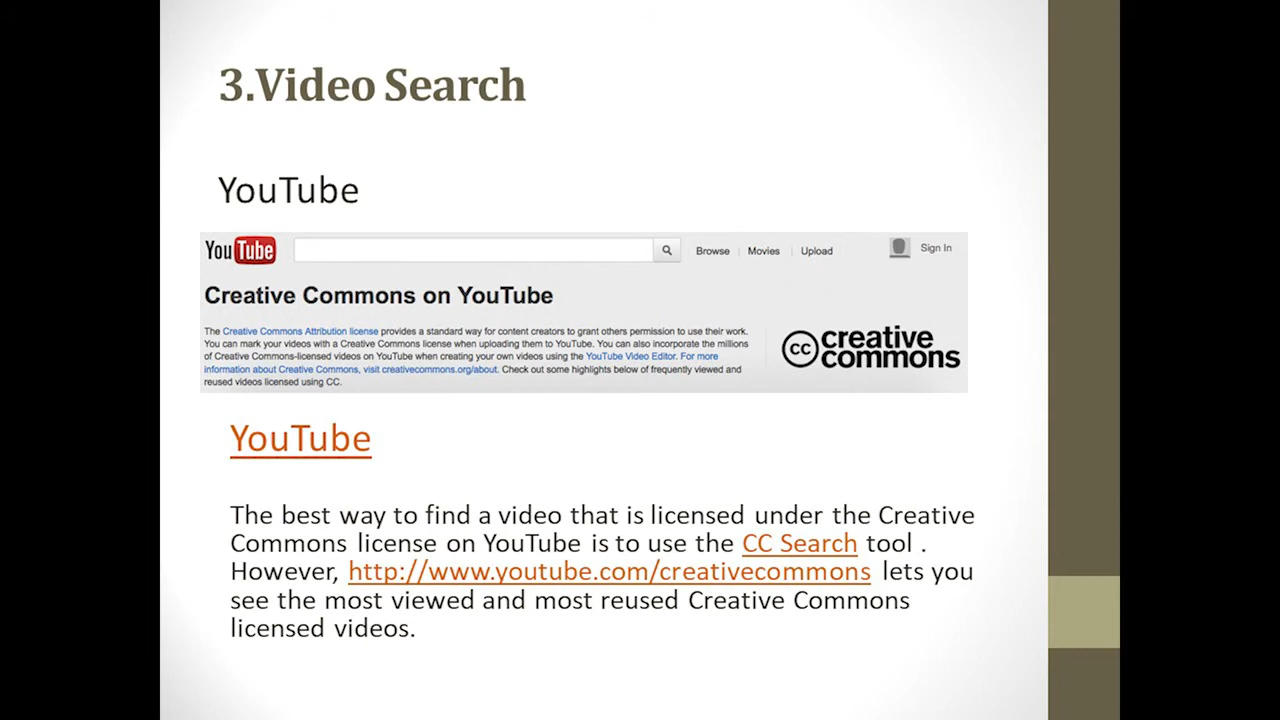 3.Video Search
YouTube
YouTube Browse Movies Upload Sign In
Creative Commons on YouTube
The Creative Commons Attribution license provides a standard way for content creators to grant others permission to use their work.
You can mark your videos with a Creative Commons license when uploading them to YouTube. You can also incorporate the millions
of Creative Commons-licensed videos on YouTube when creating your own videos using the YouTube Video Editor. For more
information about Creative Commons, visit creativecommons.org/about. Check out some highlights below of frequently viewed and
reused videos licensed using CC.
cc creative
commons
YouTube
The best way to find a video that is licensed under the Creative
Commons license on YouTube is to use the CC Search tool .
However, http://www.youtube.com/creativecommons lets you
see the most viewed and most reused Creative Commons
licensed videos.